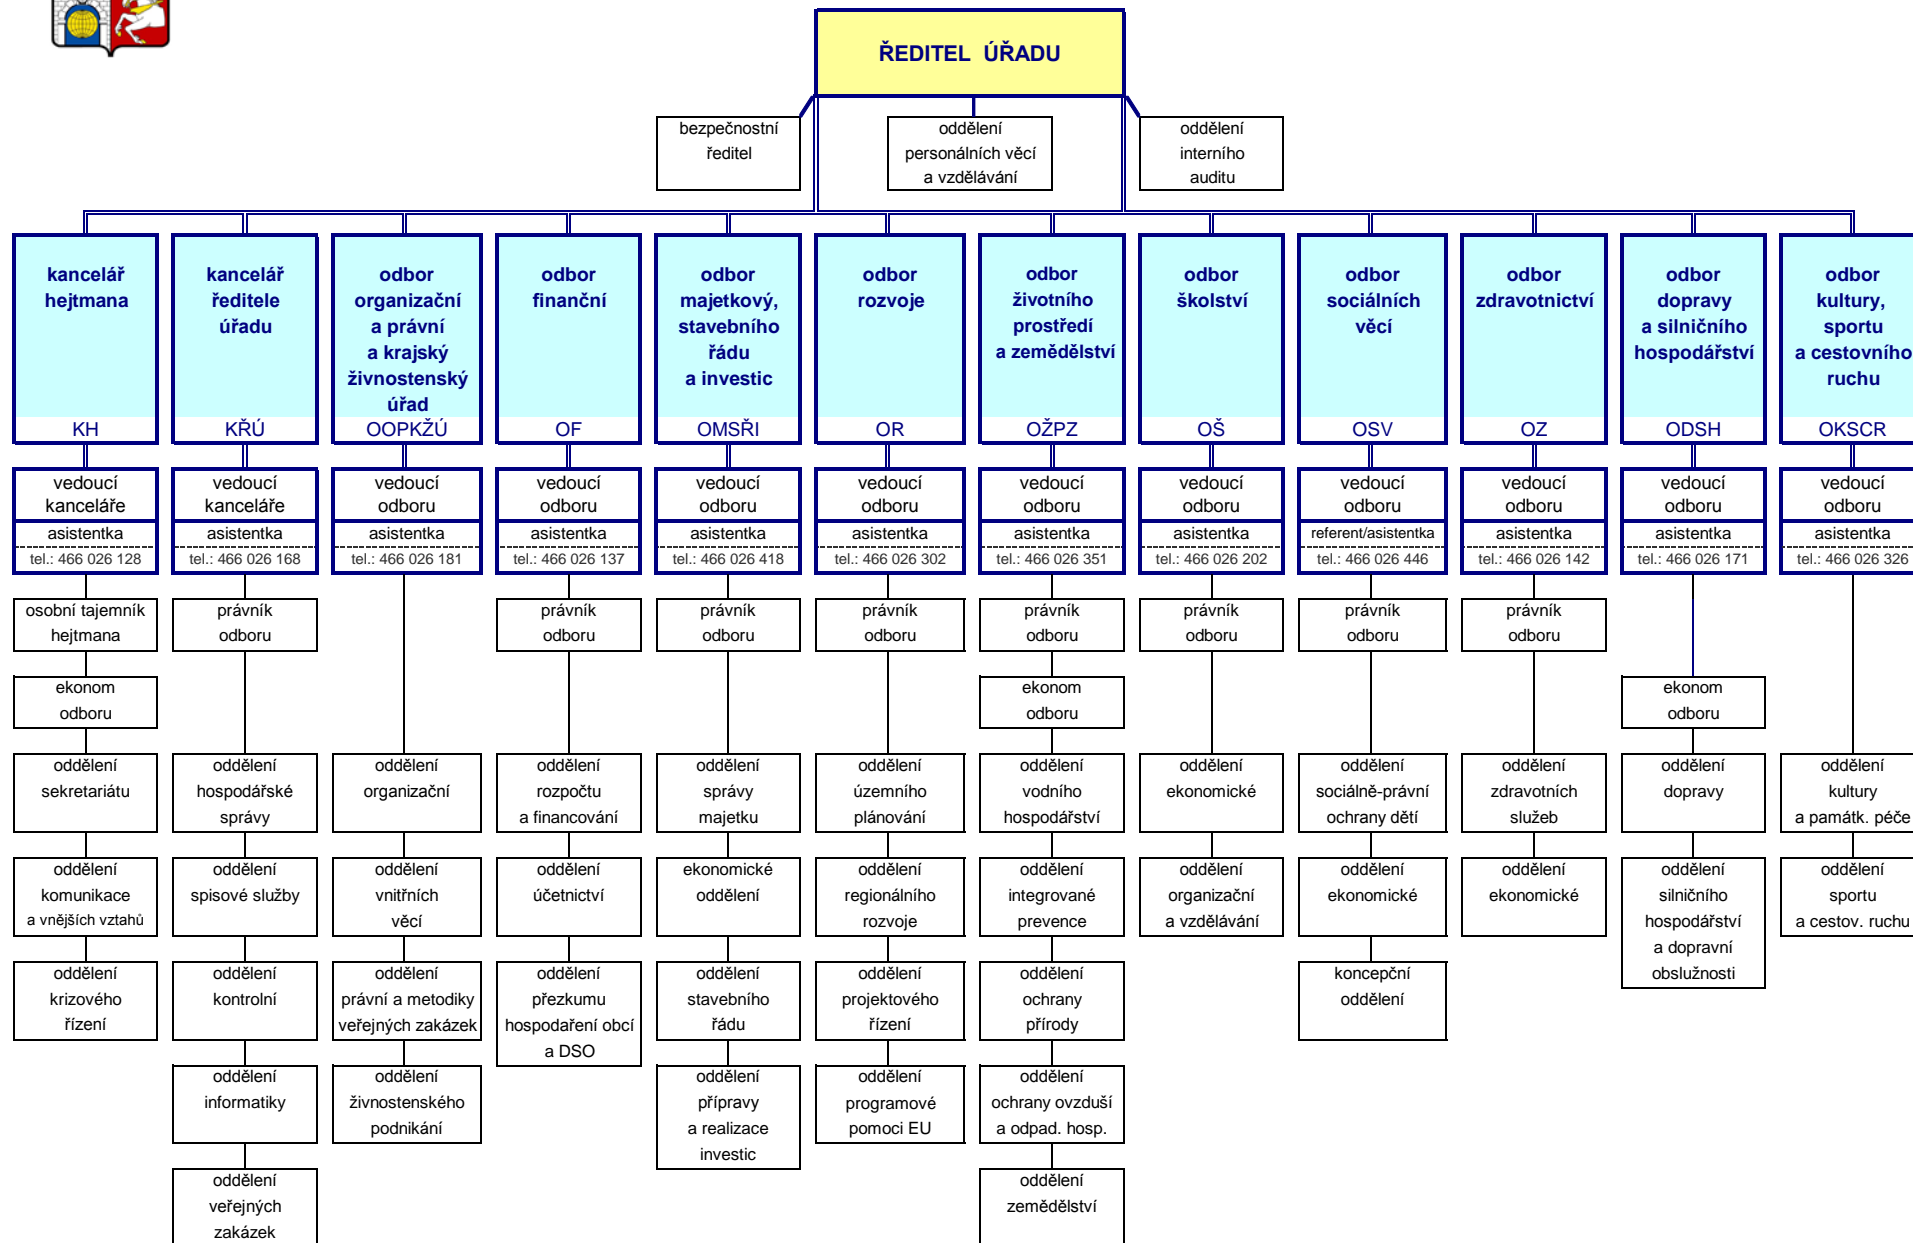 ŘEDITEL ÚŘADU
bezpečnostní
ředitel
oddělení
personálních věcí
a vzdělávání
oddělení
interního
auditu
kancelář
hejtmana
KH
vedoucí
kanceláře
asistentka
tel.: 466 026 128
osobní tajemník
hejtmana
ekonom
odboru
oddělení
sekretariátu
oddělení
komunikace
a vnějších vztahů
oddělení
krizového
řízení
kancelář
ředitele
úřadu
KŘÚ
vedoucí
kanceláře
asistentka
tel.: 466 026 168
právník
odboru
oddělení
hospodářské
správy
oddělení
spisové služby
oddělení
kontrolní
oddělení
informatiky
oddělení
veřejných
zakázek
odbor
organizační
a právní
a krajský
živnostenský
úřad
OOPKŽÚ
vedoucí
odboru
asistentka
tel.: 466 026 181
oddělení
organizační
oddělení
vnitřních
věcí
oddělení
právní a metodiky
veřejných zakázek
oddělení
živnostenského
podnikání
odbor
finanční
OF
vedoucí
odboru
asistentka
tel.: 466 026 137
právník
odboru
oddělení
rozpočtu
a financování
oddělení
účetnictví
oddělení
přezkumu
hospodaření obcí
a DSO
odbor
majetkový,
stavebního
řádu
a investic
OMSŘI
vedoucí
odboru
asistentka
tel.: 466 026 418
právník
odboru
oddělení
správy
majetku
ekonomické
oddělení
oddělení
stavebního
řádu
oddělení
přípravy
a realizace
investic
odbor
rozvoje
OR
vedoucí
odboru
asistentka
tel.: 466 026 302
právník
odboru
oddělení
územního
plánování
oddělení
regionálního
rozvoje
oddělení
projektového
řízení
oddělení
programové
pomoci EU
odbor
životního
prostředí
a zemědělství
OŽPZ
vedoucí
odboru
asistentka
tel.: 466 026 351
právník
odboru
ekonom
odboru
oddělení
vodního
hospodářství
oddělení
integrované
prevence
oddělení
ochrany
přírody
oddělení
ochrany ovzduší
a odpad. hosp.
oddělení
zemědělství
odbor
školství
OŠ
vedoucí
odboru
asistentka
tel.: 466 026 202
právník
odboru
oddělení
ekonomické
oddělení
organizační
a vzdělávání
odbor
sociálních
věcí
OSV
vedoucí
odboru
referent/asistentka
tel.: 466 026 446
právník
odboru
oddělení
sociálně-právní
ochrany dětí
oddělení
ekonomické
koncepční
oddělení
odbor
zdravotnictví
OZ
vedoucí
odboru
asistentka
tel.: 466 026 142
právník
odboru
oddělení
zdravotních
služeb
oddělení
ekonomické
odbor
dopravy
a silničního
hospodářství
ODSH
vedoucí
odboru
asistentka
tel.: 466 026 171
ekonom
odboru
oddělení
dopravy
oddělení
silničního
hospodářství
a dopravní
obslužnosti
odbor
kultury,
sportu
a cestovního
ruchu
OKSCR
vedoucí
odboru
asistentka
tel.: 466 026 326
oddělení
kultury
a památk. péče
oddělení
sportu
a cestov. ruchu